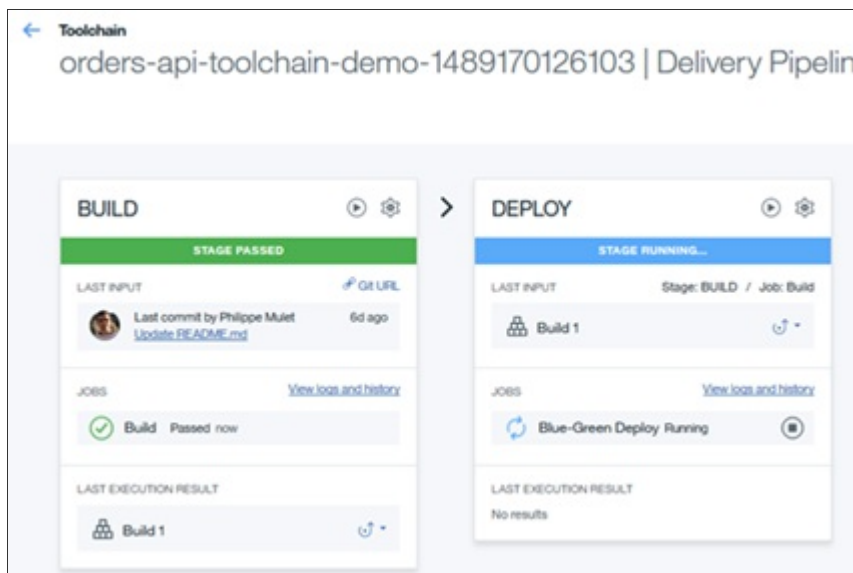 Toolchain
orders-api-toolchain-demo-1489170126103 | Delivery Pipelin
BUILD
STAGE PASSED
LAST INPUT Git URL
Last commit by Philippe Mulet 6d ago
Update README.md
JOBS View logs and history
Build Passed now
LAST EXECUTION RESULT
Build 1
DEPLOY
STAGE RUNNING...
LAST INPUT Stage: BUILD / Job: Build
Build 1
JOBS View logs and history
Blue-Green Deploy Running
LAST EXECUTION RESULT
No results